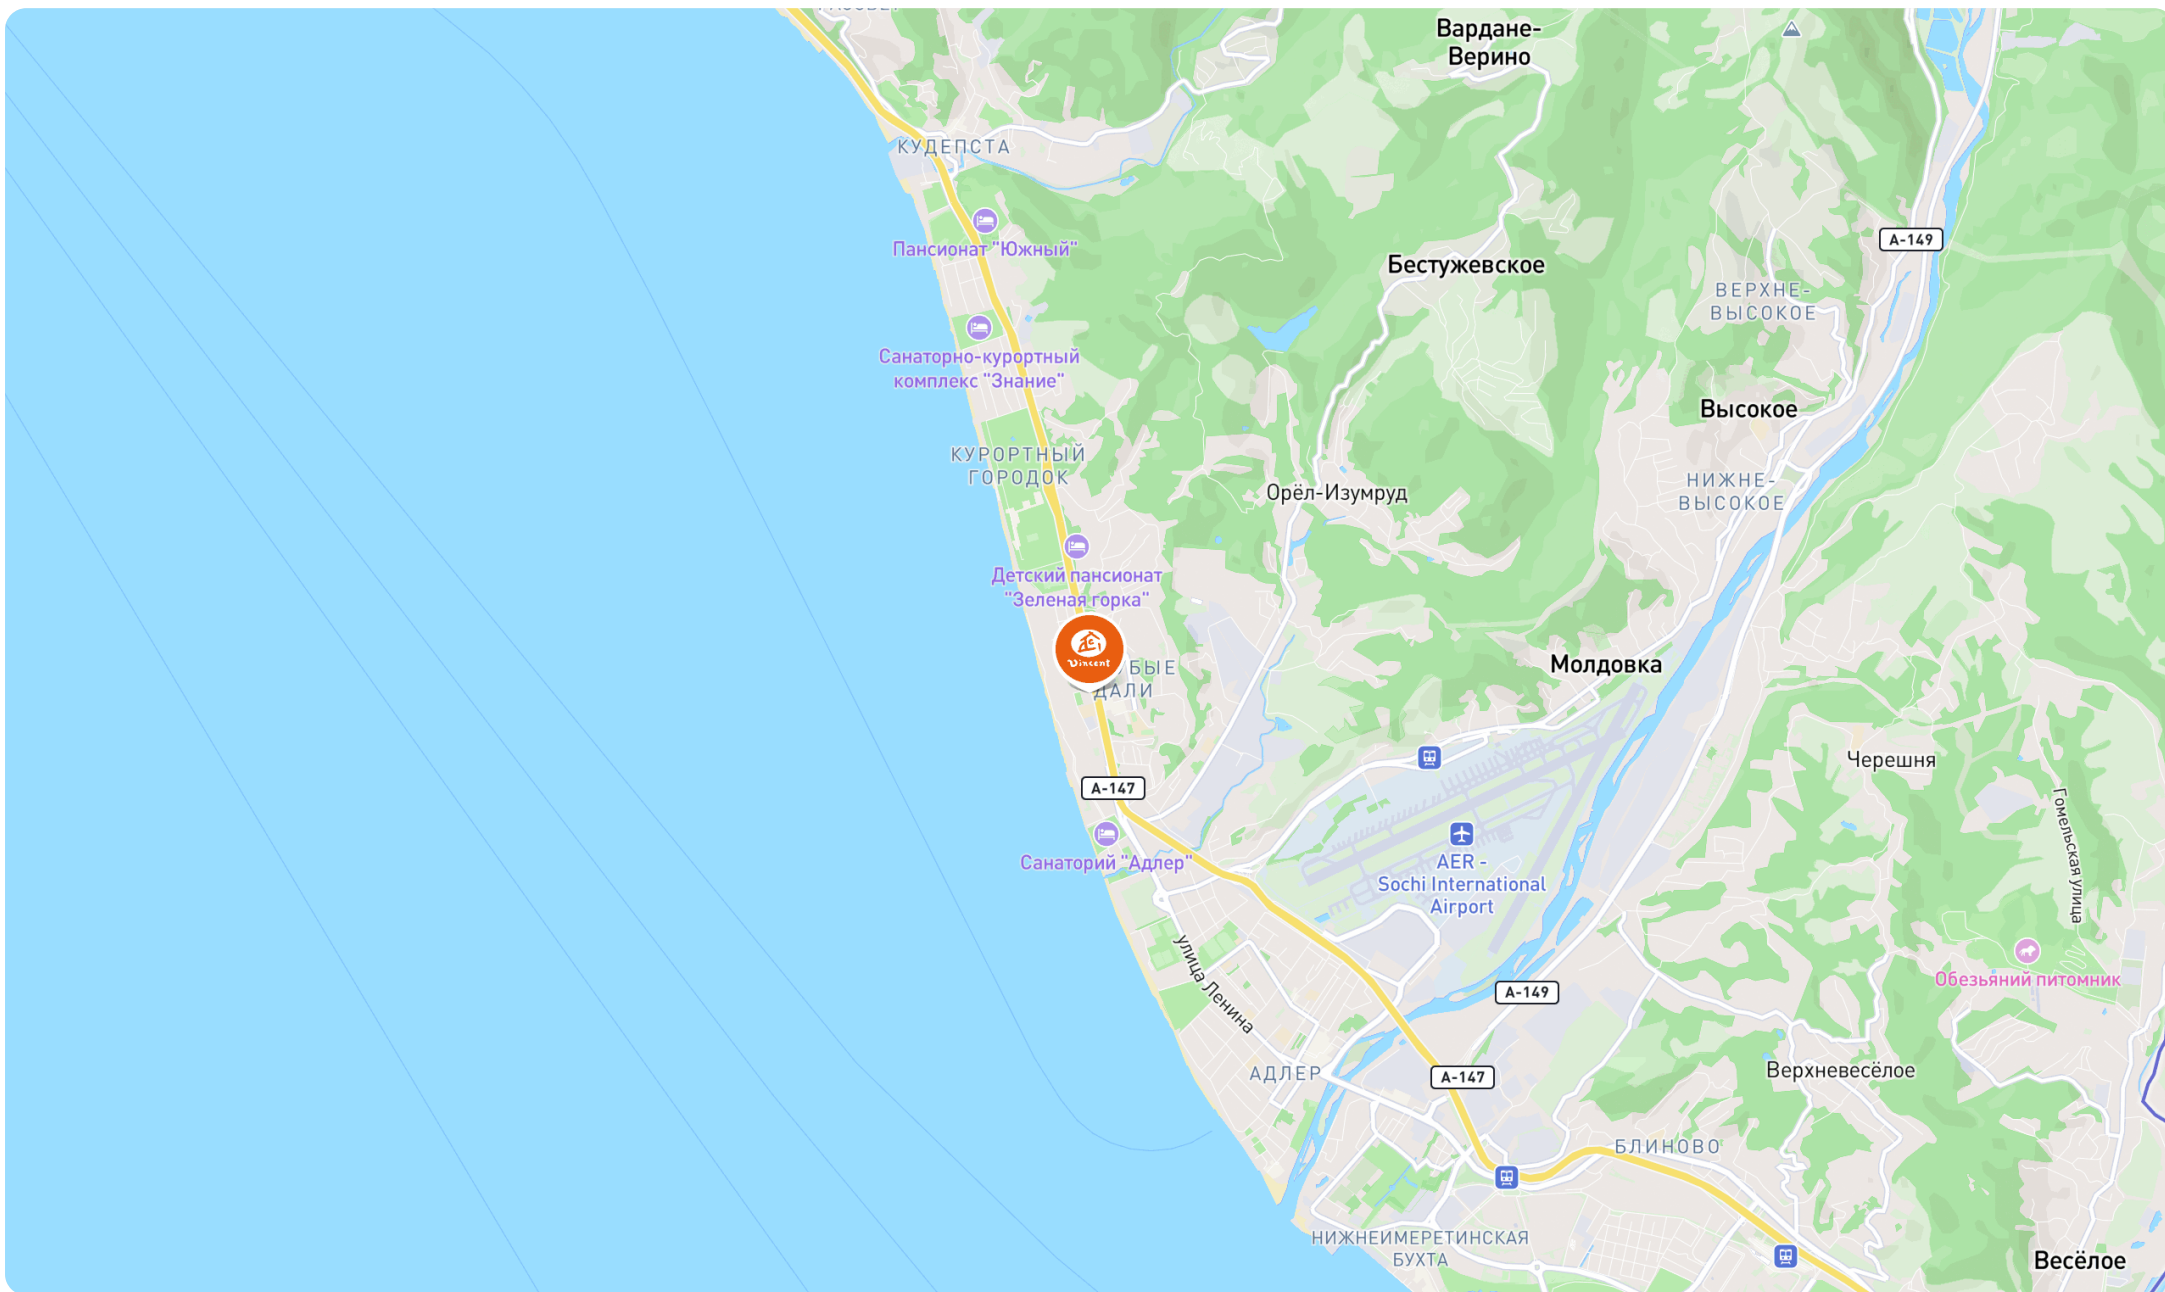 Вардане-
Верино
КУДЕПСТА
Пансионат "Южный"
А-149
Бестужевское
ВЕРХНЕ-
ВЫСОКОЕ
Санаторно-курортный
комплекс "Знание"
Высокое
КУРОРТНЫЙ
ГОРОДОК
НИЖНЕ-
ВЫСОКОЕ
Орёл-Изумруд
Детский пансионат
"Зеленая горка"
Vincent
ДАЛИ
Молдовка
Черешня
А-147
Гомельская улица
Санаторий "Адлер"
AER -
Sochi International
Airport
улица Ленина
Обезьяний питомник
А-149
АДЛЕР
А-147
Верхневесёлое
БЛИНОВО
НИЖНЕИМЕРЕТИНСКАЯ
БУХТА
Весёлое